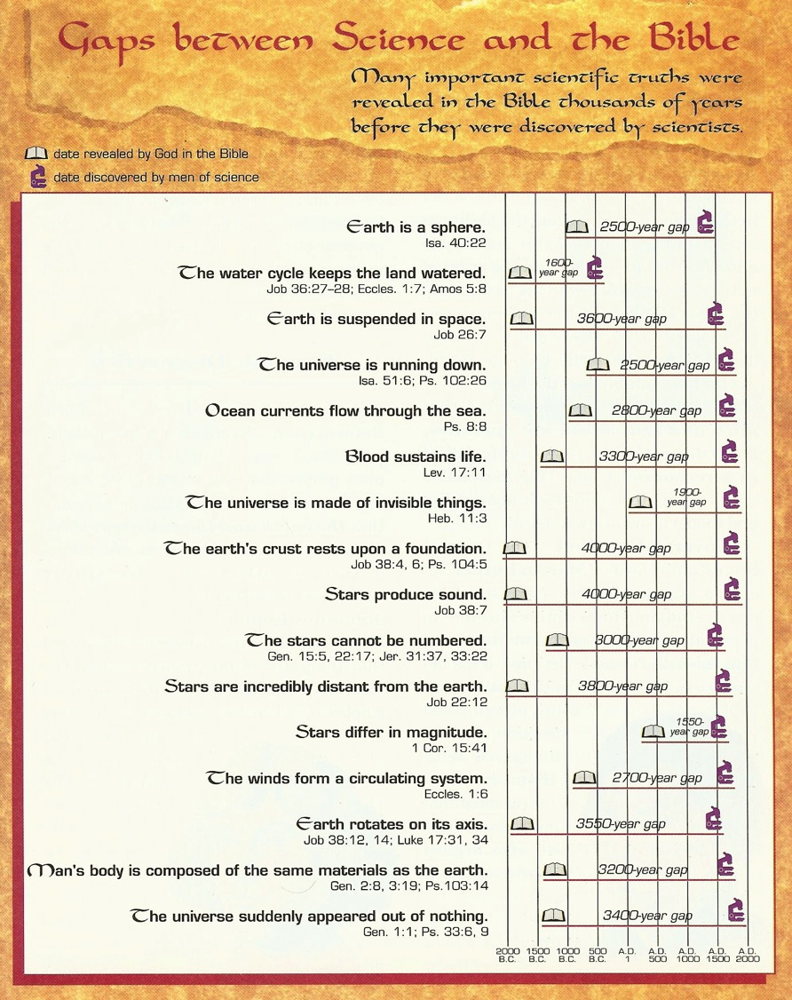 Gaps between Science and the Bible
Many important scientific truths were
revealed in the Bible thousands of years
before they were discovered by scientists.
date revealed by God in the Bible
date discovered by men of science
Earth is a sphere.
Isa. 40:22
2500-year gap
The water cycle keeps the land watered.
Job 36:27–28; Eccles. 1:7; Amos 5:8
1600-
year gap
Earth is suspended in space.
Job 26:7
3600-year gap
The universe is running down.
Isa. 51:6; Ps. 102:26
2500-year gap
Ocean currents flow through the sea.
Ps. 8:8
2800-year gap
Blood sustains life.
Lev. 17:11
3300-year gap
The universe is made of invisible things.
Heb. 11:3
1900-
year gap
The earth's crust rests upon a foundation.
Job 38:4, 6; Ps. 104:5
4000-year gap
Stars produce sound.
Job 38:7
4000-year gap
The stars cannot be numbered.
Gen. 15:5, 22:17; Jer. 31:37, 33:22
3000-year gap
Stars are incredibly distant from the earth.
Job 22:12
3800-year gap
Stars differ in magnitude.
1 Cor. 15:41
1550-
year gap
The winds form a circulating system.
Eccles. 1:6
2700-year gap
Earth rotates on its axis.
Job 38:12, 14; Luke 17:31, 34
3550-year gap
Man's body is composed of the same materials as the earth.
Gen. 2:8, 3:19; Ps.103:14
3200-year gap
The universe suddenly appeared out of nothing.
Gen. 1:1; Ps. 33:6, 9
3400-year gap
2000 1500 1000 500 A.D. A.D. A.D. A.D. A.D.
B.C. B.C. B.C. B.C. 1 500 1000 1500 2000